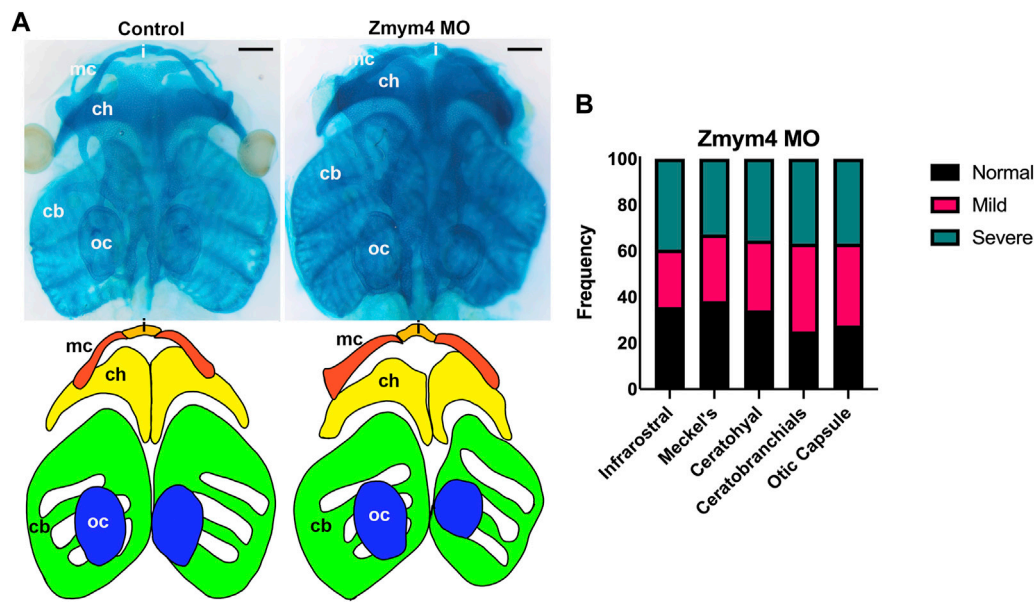 A
Control
Zmym4 MO
i
mc
ch
cb
oc
i
mc
ch
cb
oc
i
mc
ch
cb
oc
i
mc
ch
cb
oc
B
Zmym4 MO
Frequency
100
80
60
40
20
0
Infrarostral
Meckel's
Ceratohyal
Ceratobranchials
Otic Capsule
Normal
Mild
Severe